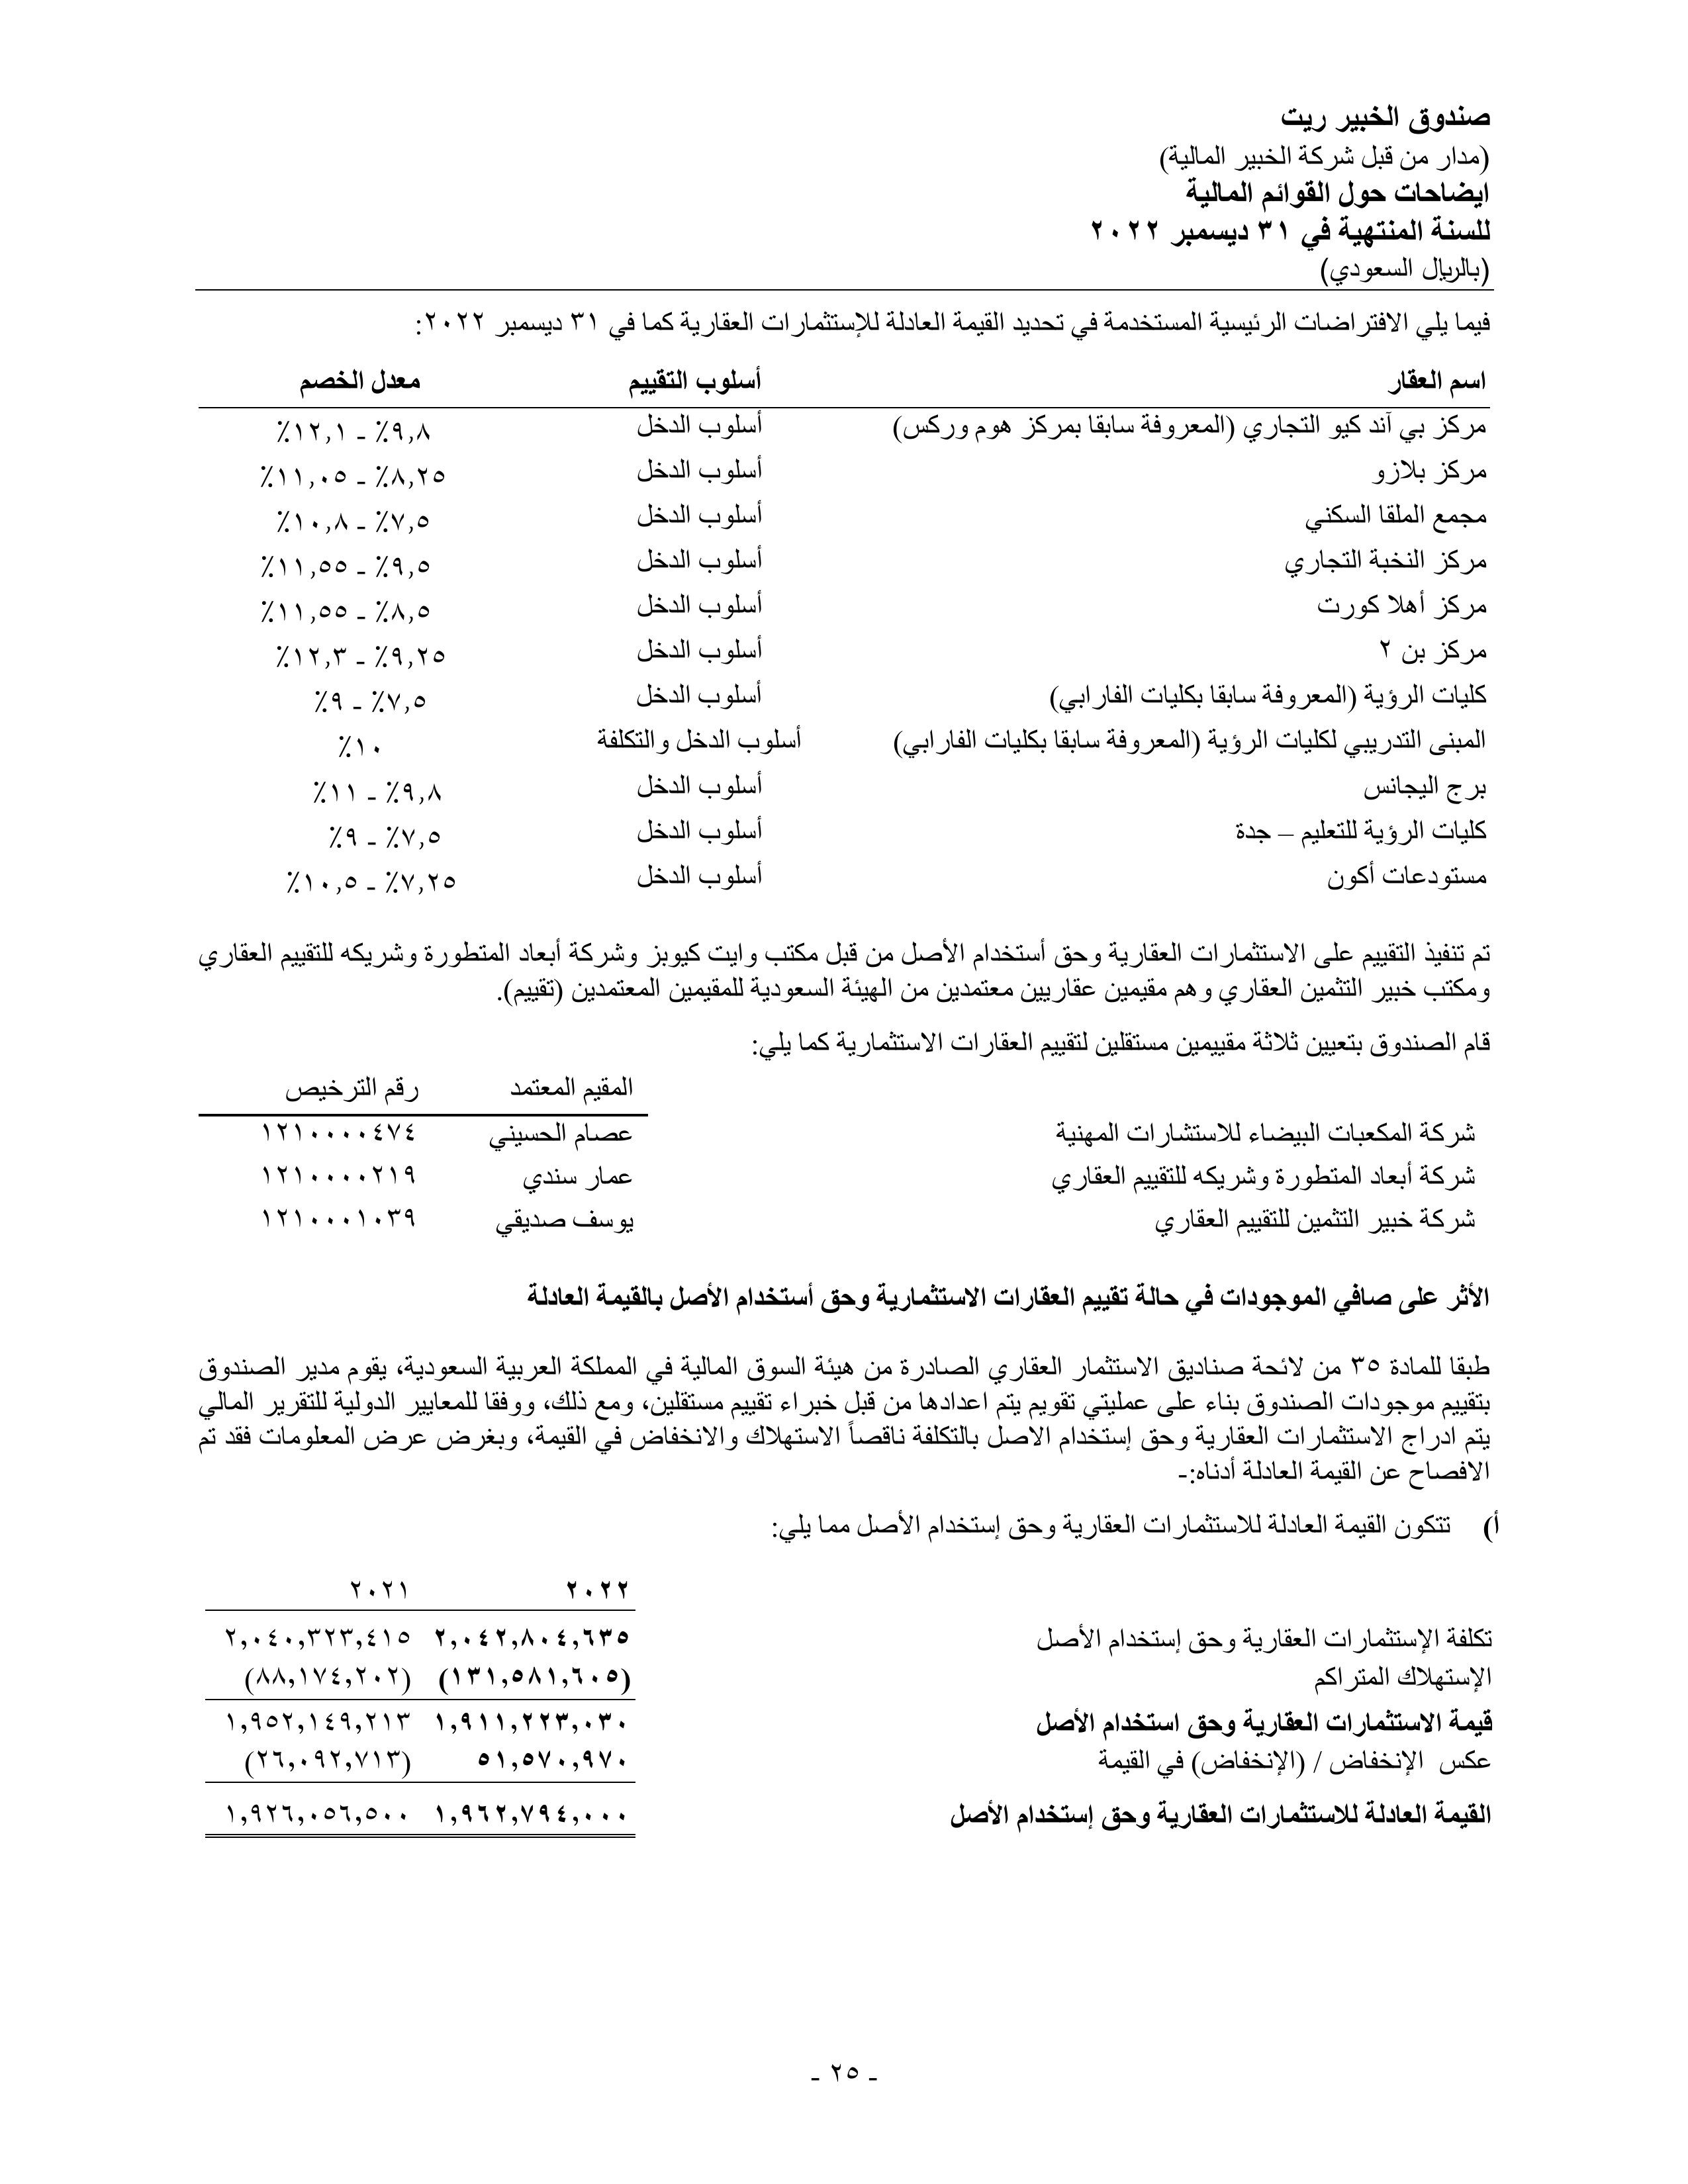 صندوق الخبير ريت
(مدار من قبل شركة الخبير المالية)
ايضاحات حول القوائم المالية
للسنة المنتهية في ٣١ ديسمبر ٢٠٢٢
(بالريال السعودي)
فيما يلي الافتراضات الرئيسية المستخدمة في تحديد القيمة العادلة للإستثمارات العقارية كما في ٣١ ديسمبر ٢٠٢٢:
اسم العقار أسلوب التقييم معدل الخصم
مركز بي آند كيو التجاري (المعروفة سابقا بمركز هوم وركس) أسلوب الدخل ٩,٨٪ - ١٢,١٪
مركز بلازو أسلوب الدخل ٨,٢٥٪ - ١١,٠٥٪
مجمع الملقا السكني أسلوب الدخل ٧,٥٪ - ١٠,٨٪
مركز النخبة التجاري أسلوب الدخل ٩,٥٪ - ١١,٥٥٪
مركز أهلا كورت أسلوب الدخل ٨,٥٪ - ١١,٥٥٪
مركز بن ٢ أسلوب الدخل ٩,٢٥٪ - ١٢,٣٪
كليات الرؤية (المعروفة سابقا بكليات الفارابي) أسلوب الدخل ٧,٥٪ - ٩٪
المبنى التدريبي لكليات الرؤية (المعروفة سابقا بكليات الفارابي) أسلوب الدخل والتكلفة ١٠٪
برج اليجانس أسلوب الدخل ٩,٨٪ - ١١٪
كليات الرؤية للتعليم – جدة أسلوب الدخل ٧,٥٪ - ٩٪
مستودعات أكون أسلوب الدخل ٧,٢٥٪ - ١٠,٥٪
تم تنفيذ التقييم على الاستثمارات العقارية وحق أستخدام الأصل من قبل مكتب وايت كيوبز وشركة أبعاد المتطورة وشريكه للتقييم العقاري
ومكتب خبير التثمين العقاري وهم مقيمين عقاريين معتمدين من الهيئة السعودية للمقيمين المعتمدين (تقييم).
قام الصندوق بتعيين ثلاثة مقييمين مستقلين لتقييم العقارات الاستثمارية كما يلي:
المقيم المعتمد رقم الترخيص
شركة المكعبات البيضاء للاستشارات المهنية عصام الحسيني ١٢١٠٠٠٠٤٧٤
شركة أبعاد المتطورة وشريكه للتقييم العقاري عمار سندي ١٢١٠٠٠٠٢١٩
شركة خبير التثمين للتقييم العقاري يوسف صديقي ١٢١٠٠٠١٠٣٩
الأثر على صافي الموجودات في حالة تقييم العقارات الاستثمارية وحق أستخدام الأصل بالقيمة العادلة
طبقا للمادة ٣٥ من لائحة صناديق الاستثمار العقاري الصادرة من هيئة السوق المالية في المملكة العربية السعودية، يقوم مدير الصندوق
بتقييم موجودات الصندوق بناء على عمليتي تقويم يتم اعدادها من قبل خبراء تقييم مستقلين، ومع ذلك، ووفقا للمعايير الدولية للتقرير المالي
يتم ادراج الاستثمارات العقارية وحق إستخدام الاصل بالتكلفة ناقصاً الاستهلاك والانخفاض في القيمة، وبغرض عرض المعلومات فقد تم
الافصاح عن القيمة العادلة أدناه:-
أ) تتكون القيمة العادلة للاستثمارات العقارية وحق إستخدام الأصل مما يلي:
٢٠٢٢ ٢٠٢١
تكلفة الإستثمارات العقارية وحق إستخدام الأصل ٢,٠٤٢,٨٠٤,٦٣٥ ٢,٠٤٠,٣٢٣,٤١٥
الإستهلاك المتراكم (١٣١,٥٨١,٦٠٥) (٨٨,١٧٤,٢٠٢)
قيمة الاستثمارات العقارية وحق استخدام الأصل ١,٩١١,٢٢٣,٠٣٠ ١,٩٥٢,١٤٩,٢١٣
عكس الإنخفاض / (الإنخفاض) في القيمة ٥١,٥٧٠,٩٧٠ (٢٦,٠٩٢,٧١٣)
القيمة العادلة للاستثمارات العقارية وحق إستخدام الأصل ١,٩٦٢,٧٩٤,٠٠٠ ١,٩٢٦,٠٥٦,٥٠٠
- ٢٥ -